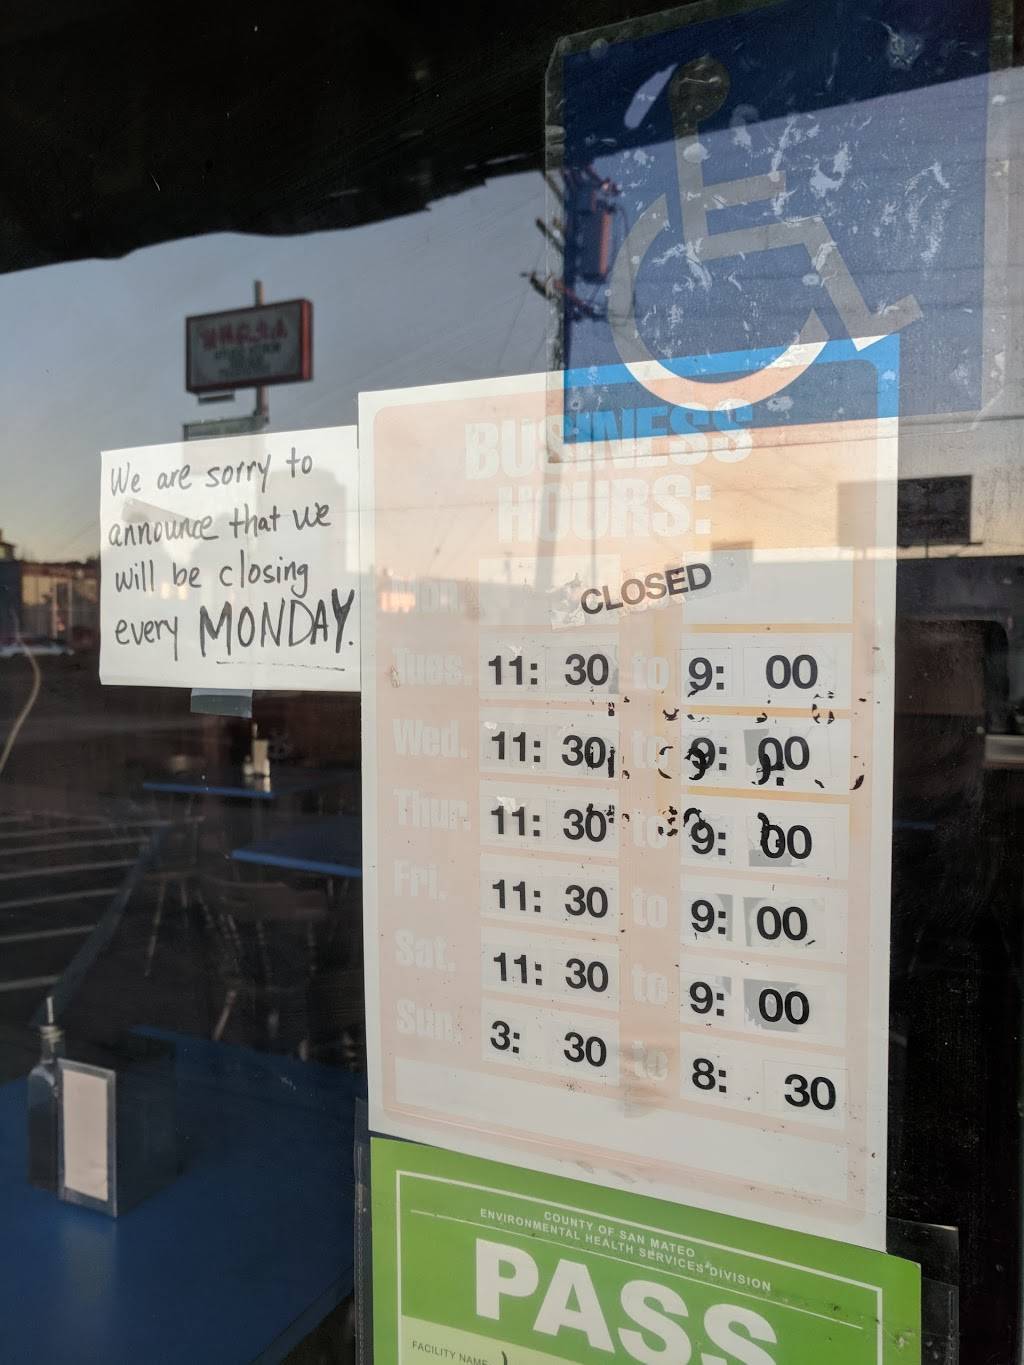 We are sorry to
announce that we
will be closing
every MONDAY.
BUSINESS
HOURS:
CLOSED
Tues. 11: 30 to 9: 00
Wed. 11: 30 to 9: 00
Thur. 11: 30 to 9: 00
Fri. 11: 30 to 9: 00
Sat. 11: 30 to 9: 00
Sun. 3: 30 to 8: 30
COUNTY OF SAN MATEO
ENVIRONMENTAL HEALTH SERVICES DIVISION
PASS
FACILITY NAME